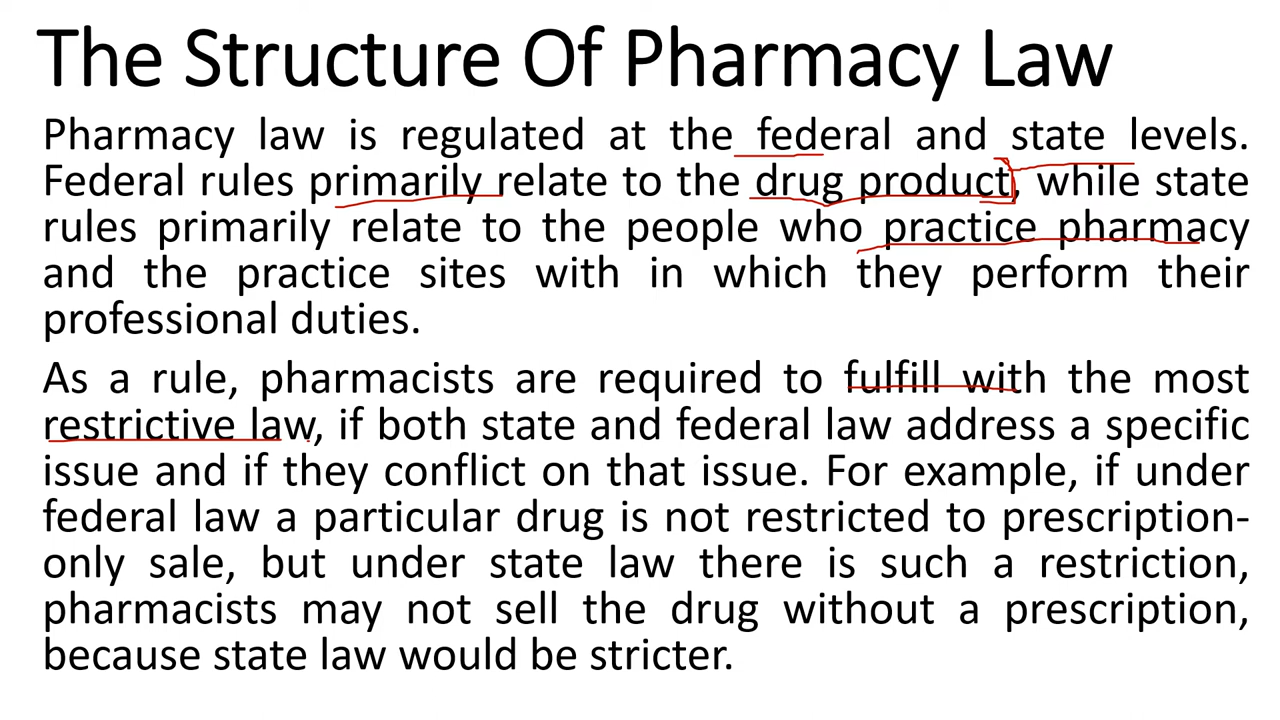 The Structure Of Pharmacy Law
Pharmacy law is regulated at the federal and state levels.
Federal rules primarily relate to the drug product, while state
rules primarily relate to the people who practice pharmacy
and the practice sites with in which they perform their
professional duties.
As a rule, pharmacists are required to fulfill with the most
restrictive law, if both state and federal law address a specific
issue and if they conflict on that issue. For example, if under
federal law a particular drug is not restricted to prescription-
only sale, but under state law there is such a restriction,
pharmacists may not sell the drug without a prescription,
because state law would be stricter.